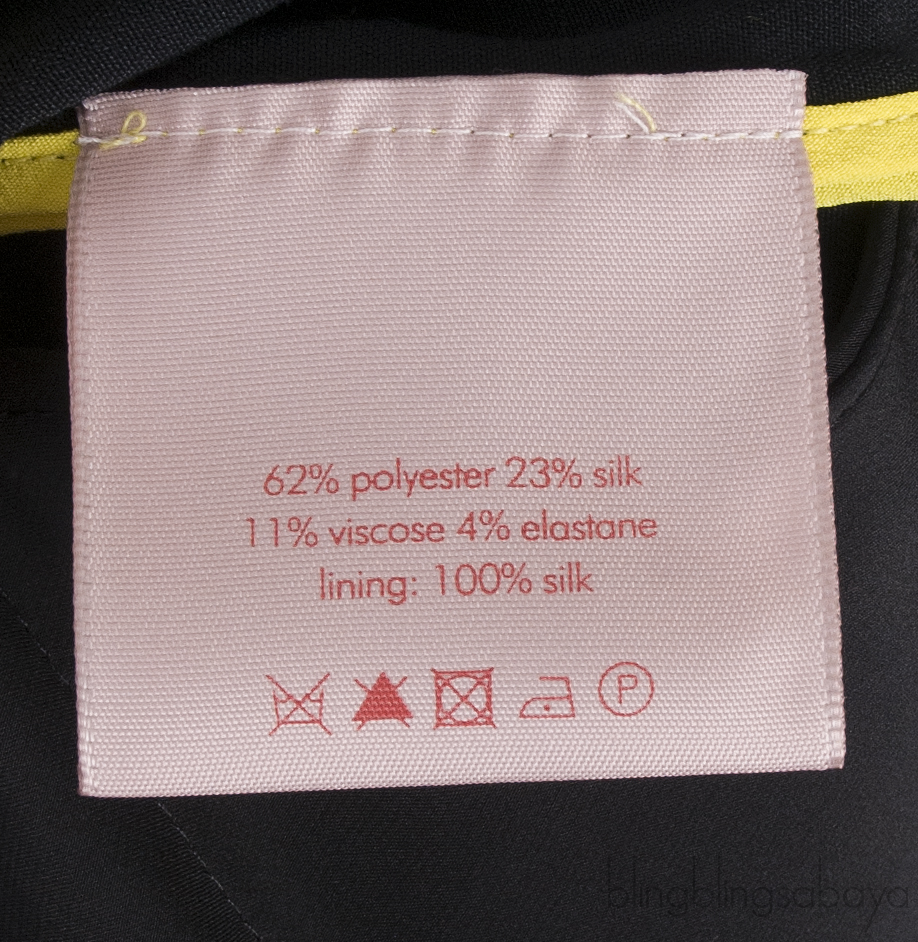 62% polyester 23% silk
11% viscose 4% elastane
lining: 100% silk
P
blingblingsabaya